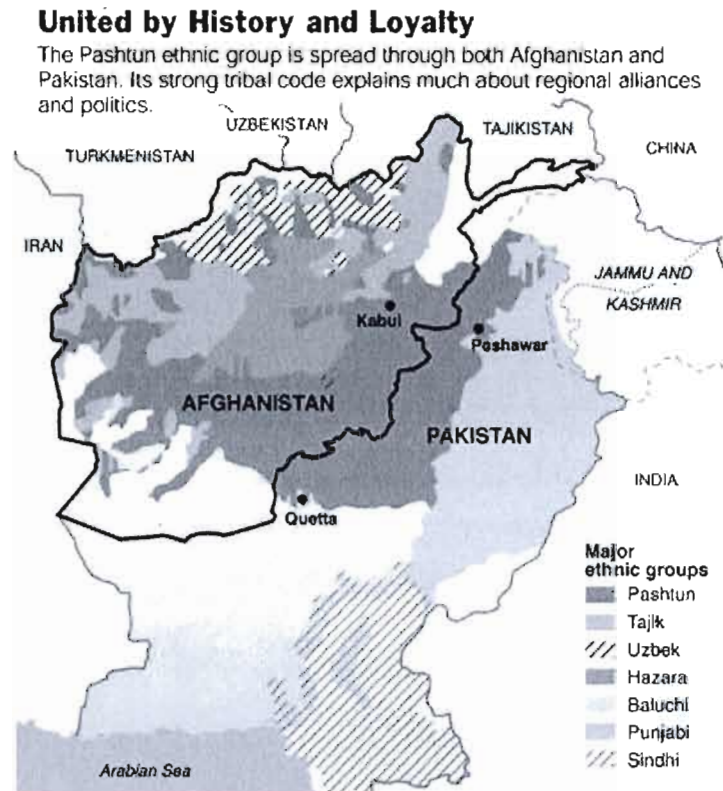 United by History and Loyalty
The Pashtun ethnic group is spread through both Afghanistan and
Pakistan. Its strong tribal code explains much about regional alliances
and politics.
UZBEKISTAN
TAJIKISTAN
CHINA
TURKMENISTAN
IRAN
JAMMU AND
KASHMIR
Kabul
Peshawar
AFGHANISTAN
PAKISTAN
INDIA
Quetta
Major
ethnic groups
Pashtun
Tajik
Uzbek
Hazara
Baluchi
Punjabi
Sindhi
Arabian Sea